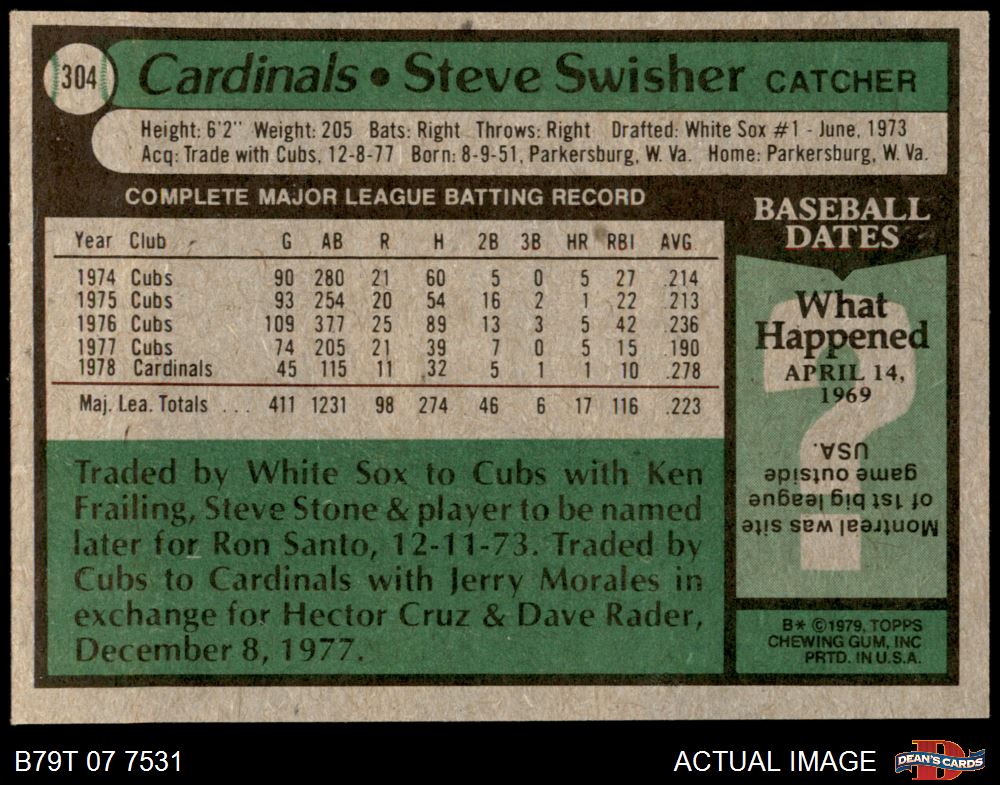 304
Cardinals • Steve Swisher CATCHER
Height: 6'2" Weight: 205 Bats: Right Throws: Right Drafted: White Sox #1 - June, 1973
Acq: Trade with Cubs, 12-8-77 Born: 8-9-51, Parkersburg, W. Va. Home: Parkersburg, W. Va.
COMPLETE MAJOR LEAGUE BATTING RECORD
Year Club G AB R H 2B 3B HR RBI AVG
1974 Cubs 90 280 21 60 5 0 5 27 .214
1975 Cubs 93 254 20 54 16 2 1 22 .213
1976 Cubs 109 377 25 89 13 3 5 42 .236
1977 Cubs 74 205 21 39 7 0 5 15 .190
1978 Cardinals 45 115 11 32 5 1 1 10 .278
Maj. Lea. Totals . . . 411 1231 98 274 46 6 17 116 .223
Traded by White Sox to Cubs with Ken
Frailing, Steve Stone & player to be named
later for Ron Santo, 12-11-73. Traded by
Cubs to Cardinals with Jerry Morales in
exchange for Hector Cruz & Dave Rader,
December 8, 1977.
BASEBALL
DATES
What
Happened
APRIL 14,
1969
?
Montreal was site
of 1st big league
game outside
USA.
B* ©1979, TOPPS
CHEWING GUM, INC
PRTD. IN U.S.A.
B79T 07 7531
ACTUAL IMAGE
DEAN'S CARDS